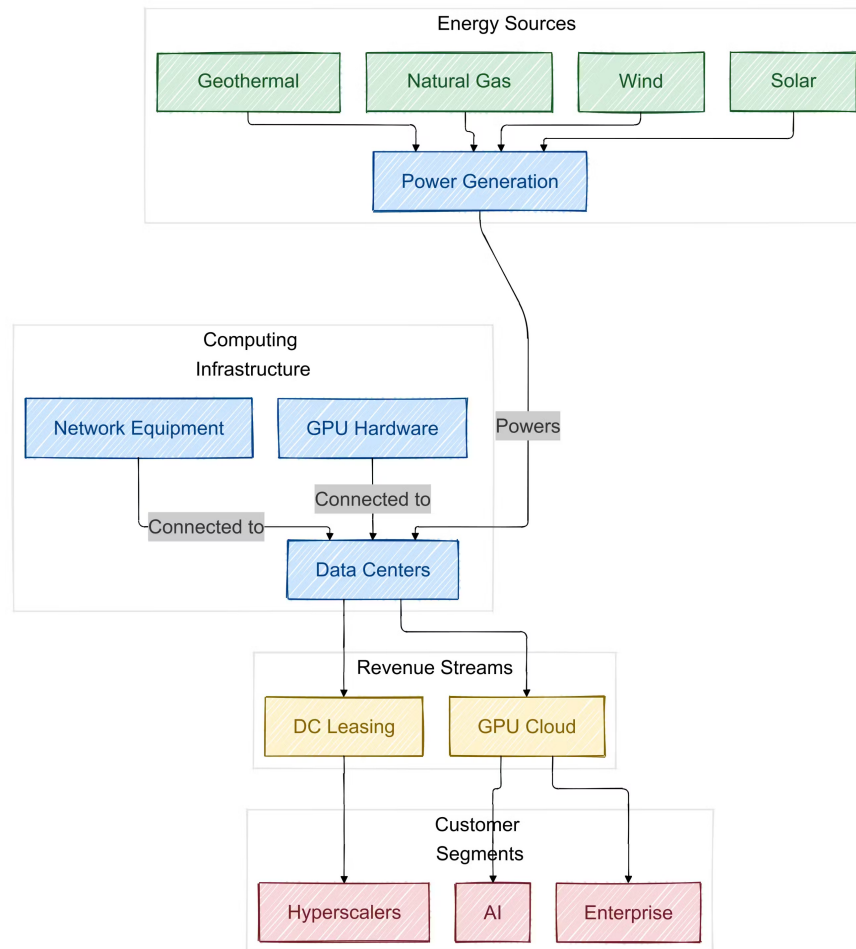 Energy Sources
Geothermal
Natural Gas
Wind
Solar
Power Generation
Computing
Infrastructure
Network Equipment
GPU Hardware
Powers
Connected to
Connected to
Data Centers
Revenue Streams
DC Leasing
GPU Cloud
Customer
Segments
Hyperscalers
AI
Enterprise